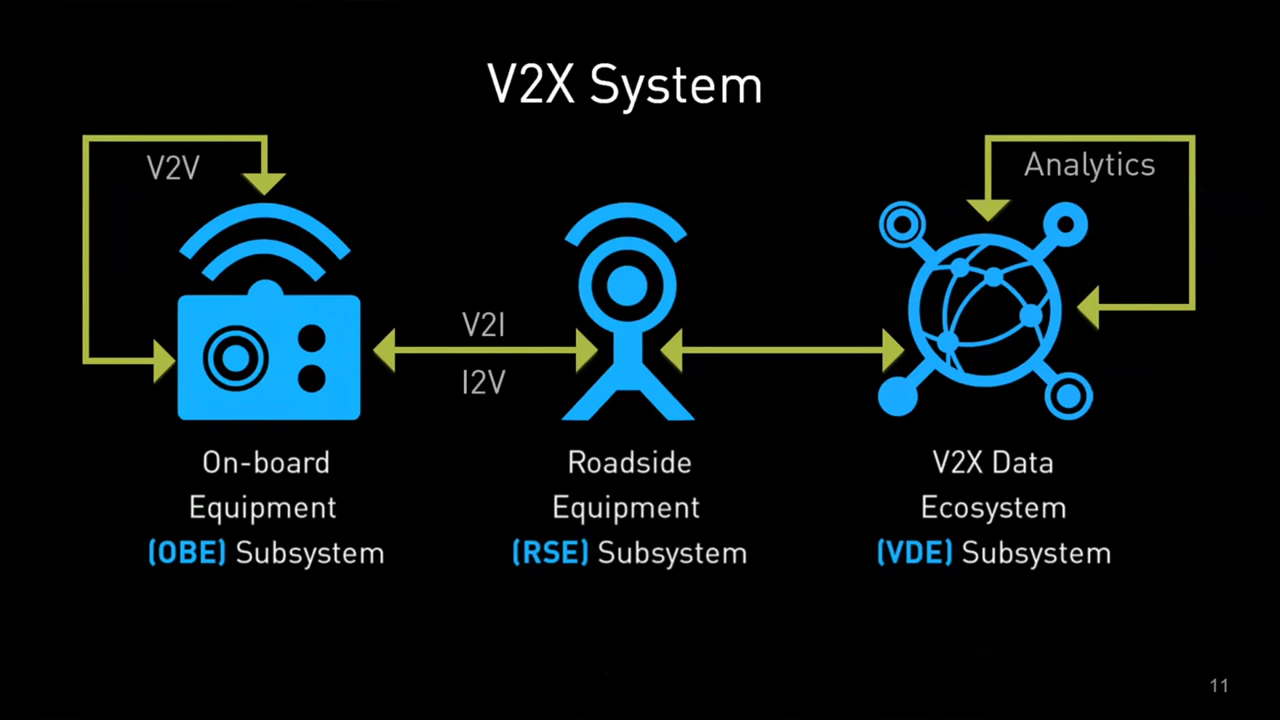 V2X System
V2V
Analytics
V2I
I2V
On-board
Equipment
(OBE) Subsystem
Roadside
Equipment
(RSE) Subsystem
V2X Data
Ecosystem
(VDE) Subsystem
11